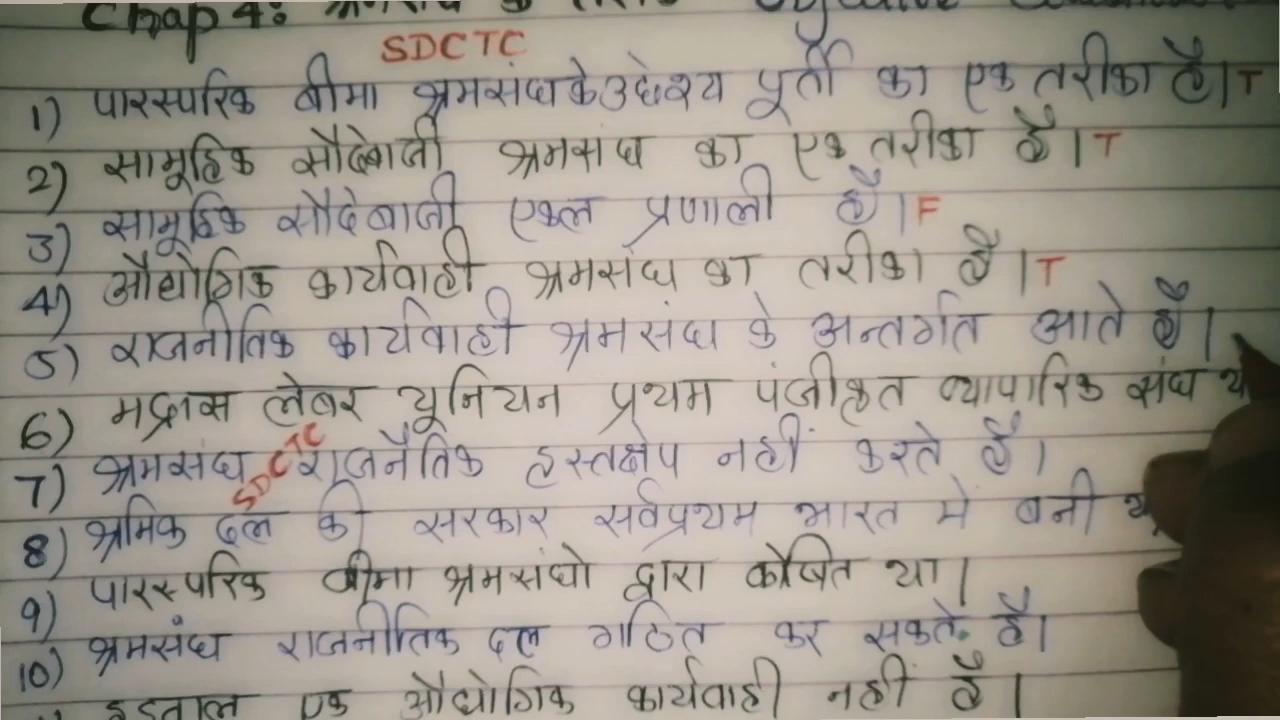 Chap 4: श्रमसंघ के
SDCTC
1) पारस्परिक बीमा श्रमसंघ के उद्देश्य पूर्ती का एक तरीका है। T
2) सामूहिक सौदेबाजी श्रमसंघ का एक तरीका है। T
3) सामूहिक सौदेबाजी एकल प्रणाली है। F
4) औद्योगिक कार्यवाही श्रमसंघ का तरीका है। T
5) राजनीतिक कार्यवाही श्रमसंघ के अन्तर्गत आते है।
6) मद्रास लेबर यूनियन प्रथम पंजीकृत व्यापारिक संघ
7) श्रमसंघ राजनैतिक हस्तक्षेप नहीं करते है।
SDCTC
8) श्रमिक दल की सरकार सर्वप्रथम भारत मे बनी
9) पारस्परिक बीमा श्रमसंघो द्वारा कोषित था।
10) श्रमसंघ राजनीतिक दल गठित कर सकते है।
हड़ताल एक औद्योगिक कार्यवाही नहीं है।